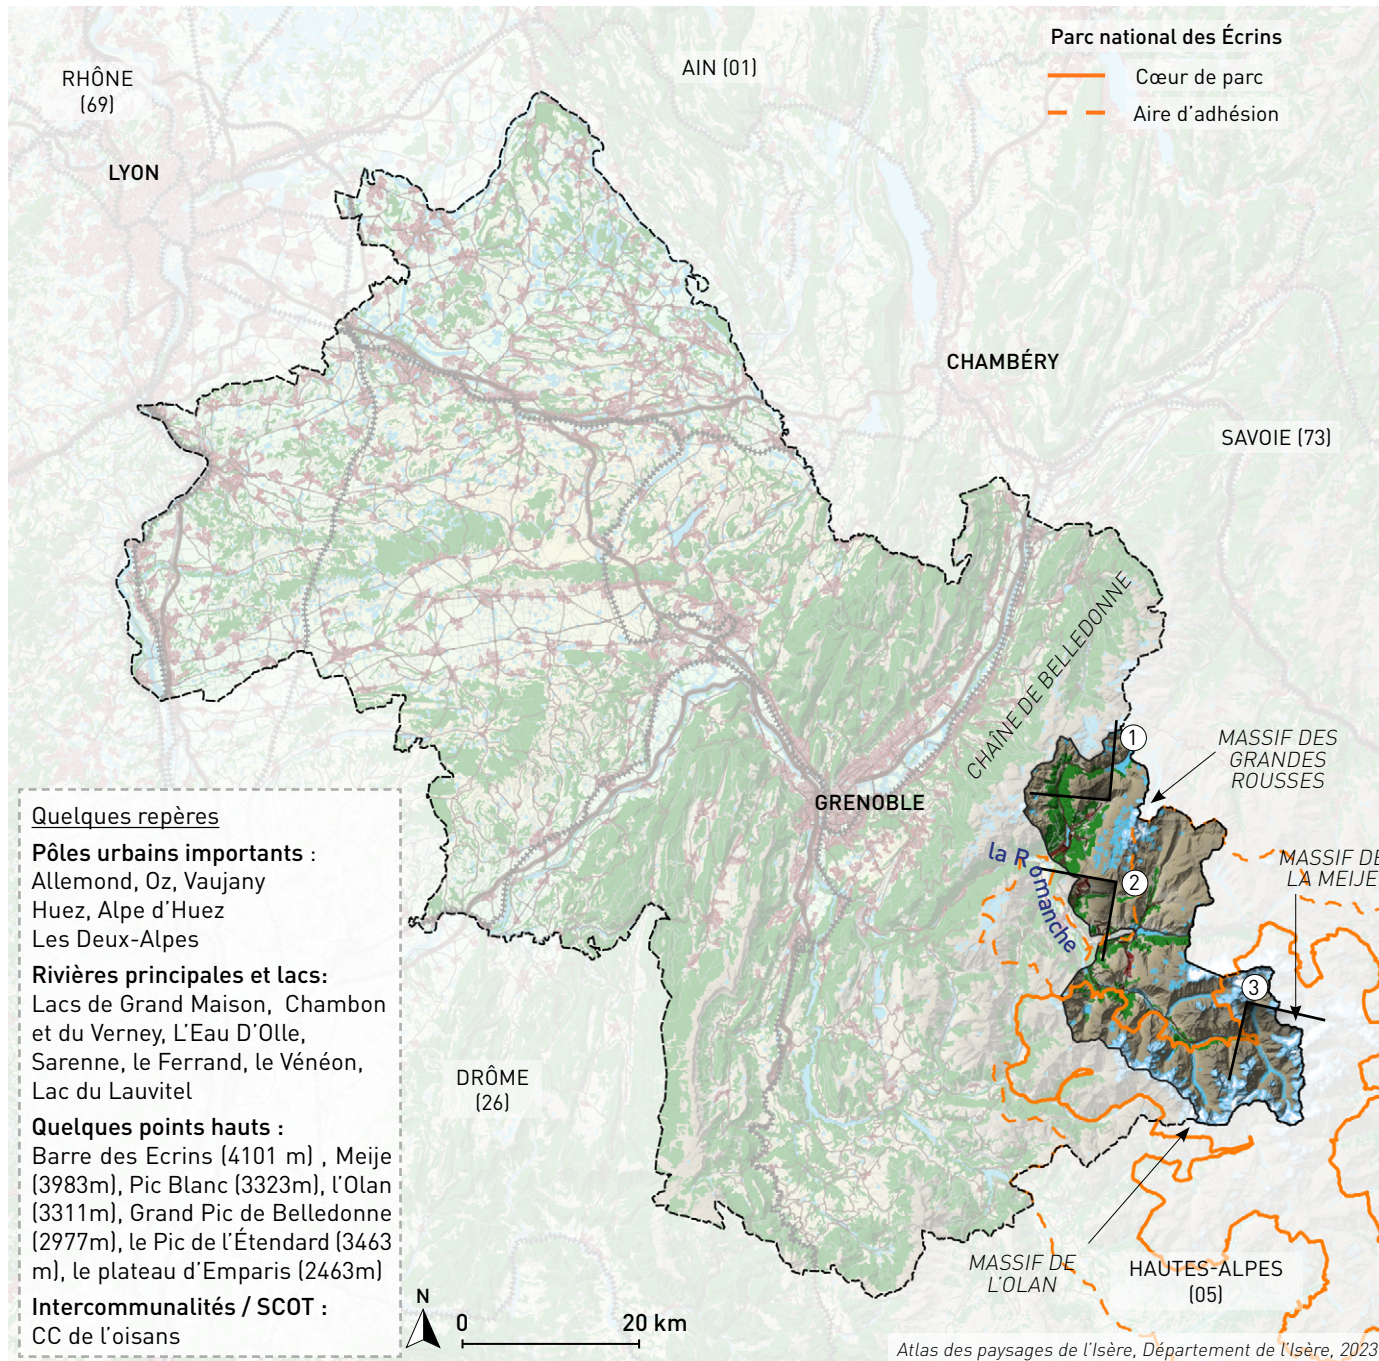 Parc national des Écrins
Cœur de parc
Aire d'adhésion
RHÔNE
(69)
AIN (01)
LYON
CHAMBÉRY
SAVOIE (73)
CHAÎNE DE BELLEDONNE
1
MASSIF DES
GRANDES
ROUSSES
GRENOBLE
la Romanche
2
MASSIF DE
LA MEIJE
3
Quelques repères
Pôles urbains importants :
Allemond, Oz, Vaujany
Huez, Alpe d'Huez
Les Deux-Alpes
Rivières principales et lacs:
Lacs de Grand Maison, Chambon
et du Verney, L'Eau D'Olle,
Sarenne, le Ferrand, le Vénéon,
Lac du Lauvitel
Quelques points hauts :
Barre des Ecrins (4101 m) , Meije
(3983m), Pic Blanc (3323m), l'Olan
(3311m), Grand Pic de Belledonne
(2977m), le Pic de l'Étendard (3463
m), le plateau d'Emparis (2463m)
Intercommunalités / SCOT :
CC de l'oisans
DRÔME
(26)
MASSIF DE
L'OLAN
HAUTES-ALPES
(05)
N
0
20 km
Atlas des paysages de l'Isère, Département de l'Isère, 2023